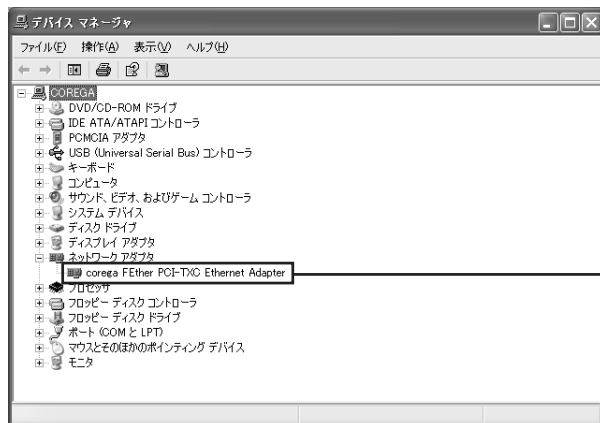 デバイス マネージャ
ファイル(F) 操作(A) 表示(V) ヘルプ(H)
COREGA
DVD/CD-ROM ドライブ
IDE ATA/ATAPI コントローラ
PCMCIA アダプタ
USB (Universal Serial Bus) コントローラ
キーボード
コンピュータ
サウンド、ビデオ、およびゲーム コントローラ
システム デバイス
ディスク ドライブ
ディスプレイ アダプタ
ネットワーク アダプタ
corega FEther PCI-TXC Ethernet Adapter
プロセッサ
フロッピー ディスク コントローラ
フロッピー ディスク ドライブ
ポート (COM と LPT)
マウスとそのほかのポインティング デバイス
モニタ